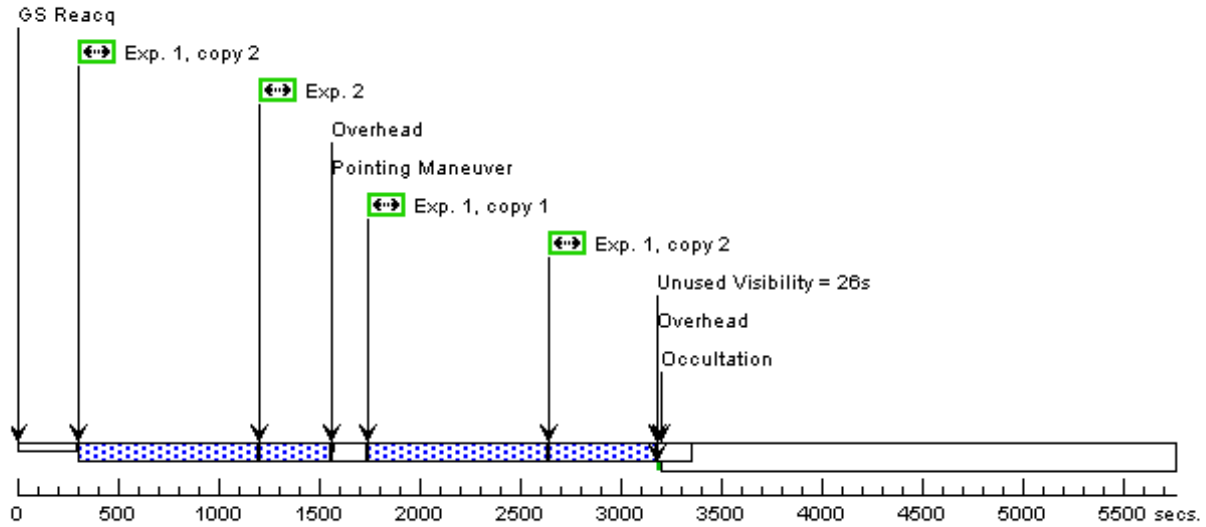 GS Reacq
Exp. 1, copy 2
Exp. 2
Overhead
Pointing Maneuver
Exp. 1, copy 1
Exp. 1, copy 2
Unused Visibility = 26s
Overhead
Occultation
0 500 1000 1500 2000 2500 3000 3500 4000 4500 5000 5500 secs.